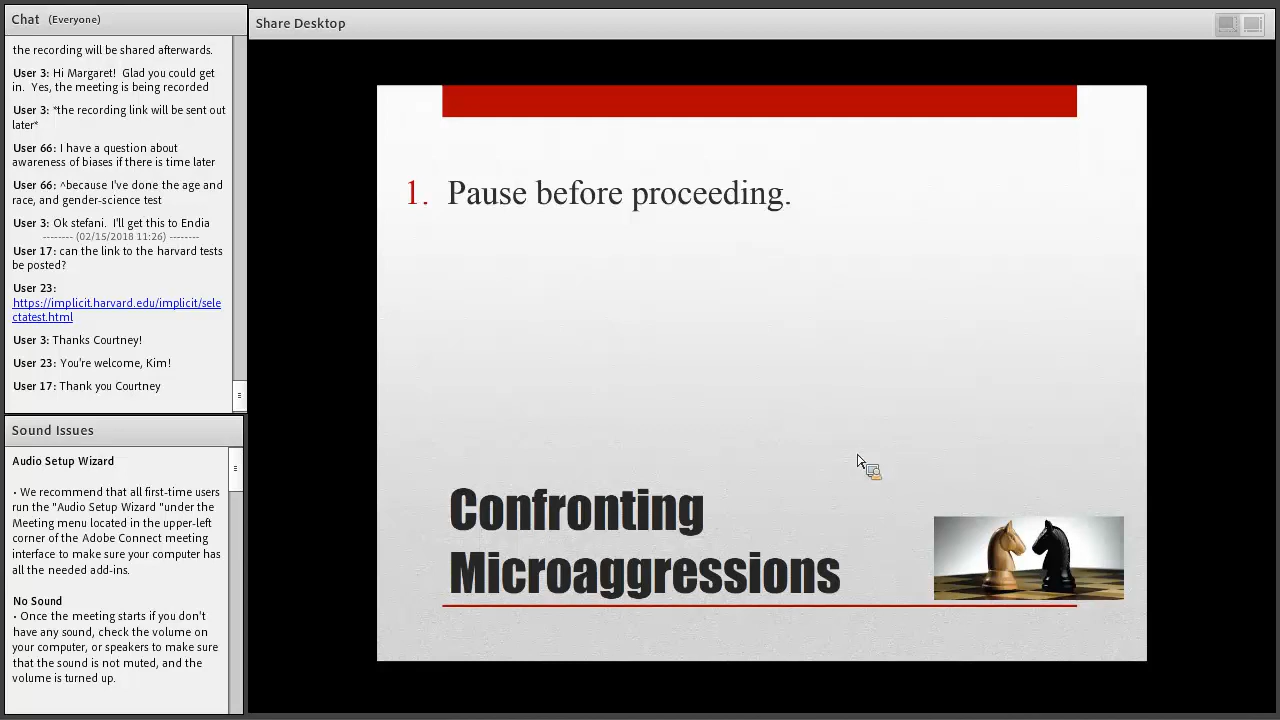 Chat (Everyone)
the recording will be shared afterwards.
User 3: Hi Margaret!  Glad you could get
in.  Yes, the meeting is being recorded
User 3: *the recording link will be sent out
later*
User 66: I have a question about
awareness of biases if there is time later
User 66: ^because I've done the age and
race, and gender-science test
User 3: Ok stefani.  I'll get this to Endia
-------- (02/15/2018 11:26) --------
User 17: can the link to the harvard tests
be posted?
User 23:
https://implicit.harvard.edu/implicit/sele
ctatest.html
User 3: Thanks Courtney!
User 23: You're welcome, Kim!
User 17: Thank you Courtney
Sound Issues
Audio Setup Wizard
• We recommend that all first-time users
run the "Audio Setup Wizard "under the
Meeting menu located in the upper-left
corner of the Adobe Connect meeting
interface to make sure your computer has
all the needed add-ins.
No Sound
• Once the meeting starts if you don't
have any sound, check the volume on
your computer, or speakers to make sure
that the sound is not muted, and the
volume is turned up.
Share Desktop
1. Pause before proceeding.
Confronting
Microaggressions